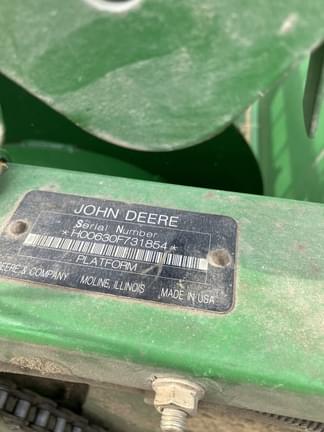 JOHN DEERE
Serial Number
*H00630F731854*
PLATFORM
DEERE & COMPANY MOLINE, ILLINOIS MADE IN USA